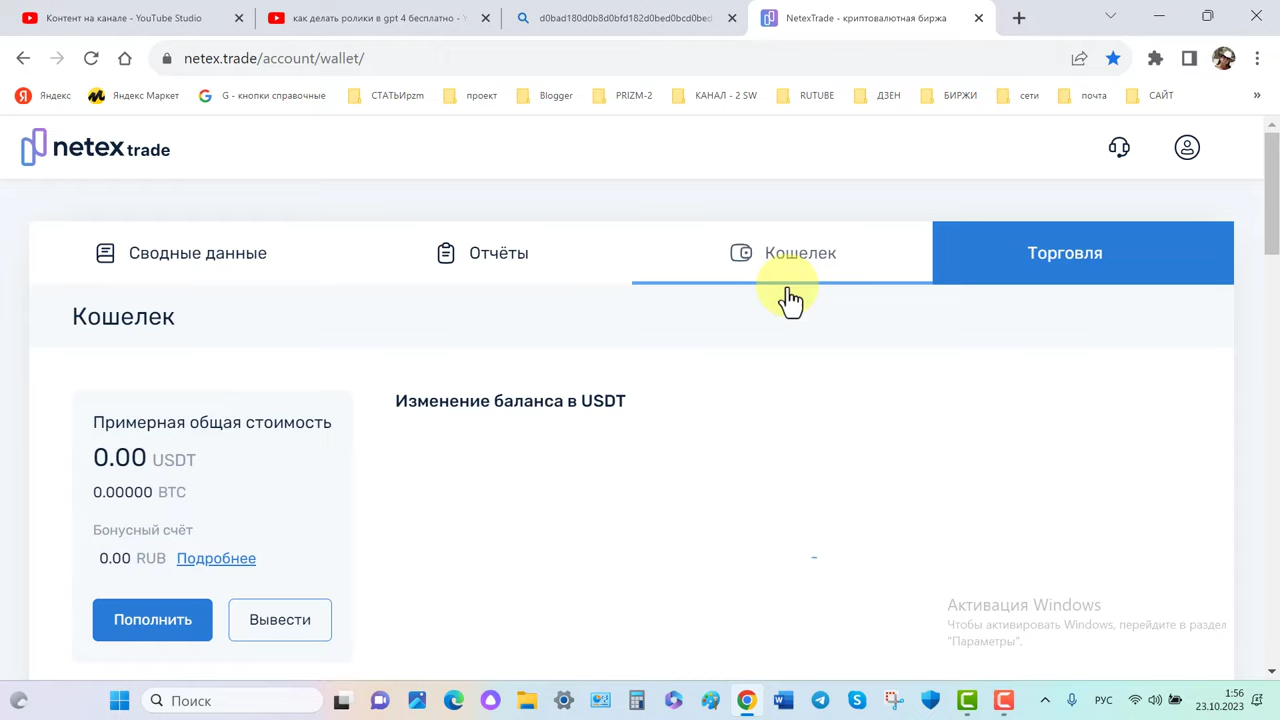 Контент на канале - YouTube Studio
как делать ролики в gpt 4 бесплатно -
d0bad180d0b8d0bfd182d0bed0bcd0bed
NetexTrade - криптовалютная биржа
netex.trade/account/wallet/
Яндекс
Яндекс Маркет
G - кнопки справочные
СТАТЬИpzm
проект
Blogger
PRIZM-2
КАНАЛ - 2 SW
RUTUBE
ДЗЕН
БИРЖИ
сети
почта
САЙТ
»
netex trade
Сводные данные
Отчёты
Кошелек
Торговля
Кошелек
Примерная общая стоимость
0.00 USDT
0.00000 BTC
Бонусный счёт
0.00 RUB Подробнее
Пополнить
Вывести
Изменение баланса в USDT
Активация Windows
Чтобы активировать Windows, перейдите в раздел
"Параметры".
Поиск
РУС
1:56
23.10.2023